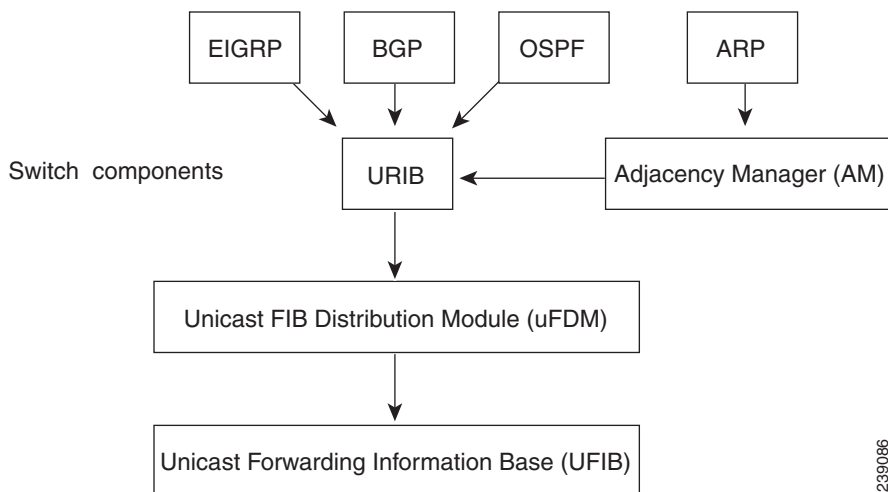 EIGRP
BGP
OSPF
ARP
Switch components
URIB
Adjacency Manager (AM)
Unicast FIB Distribution Module (uFDM)
Unicast Forwarding Information Base (UFIB)
239086